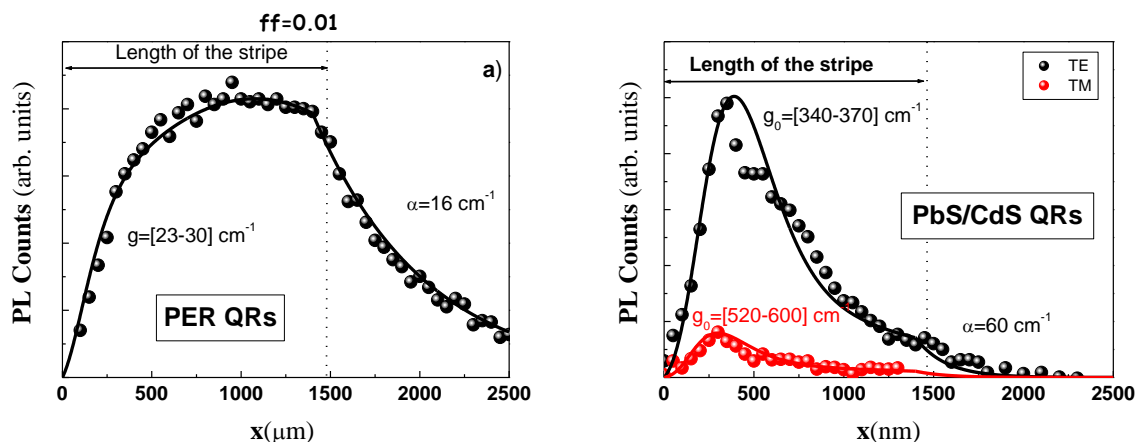 ff=0.01
Length of the stripe
a)
PL Counts (arb. units)
g=[23-30] cm⁻¹
α=16 cm⁻¹
PER QRs
0 500 1000 1500 2000 2500
x(μm)
Length of the stripe
TE
TM
PL Counts (arb. units)
g₀=[340-370] cm⁻¹
PbS/CdS QRs
g₀=[520-600] cm
α=60 cm⁻¹
0 500 1000 1500 2000 2500
x(nm)